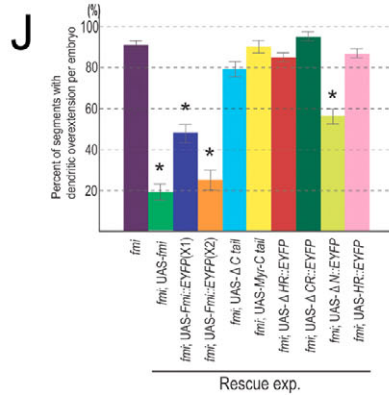 J
(%)
Percent of segments with
dendritic overextension per embryo
100
80
60
40
20
*
*
*
*
fmi
fmi; UAS-fmi
fmi; UAS-Fmi::EYFP(X1)
fmi; UAS-Fmi::EYFP(X2)
fmi; UAS-Δ C tail
fmi; UAS-Myr-C tail
fmi; UAS-Δ HR::EYFP
fmi; UAS-Δ CR::EYFP
fmi; UAS-Δ N::EYFP
fmi; UAS-HR::EYFP
Rescue exp.